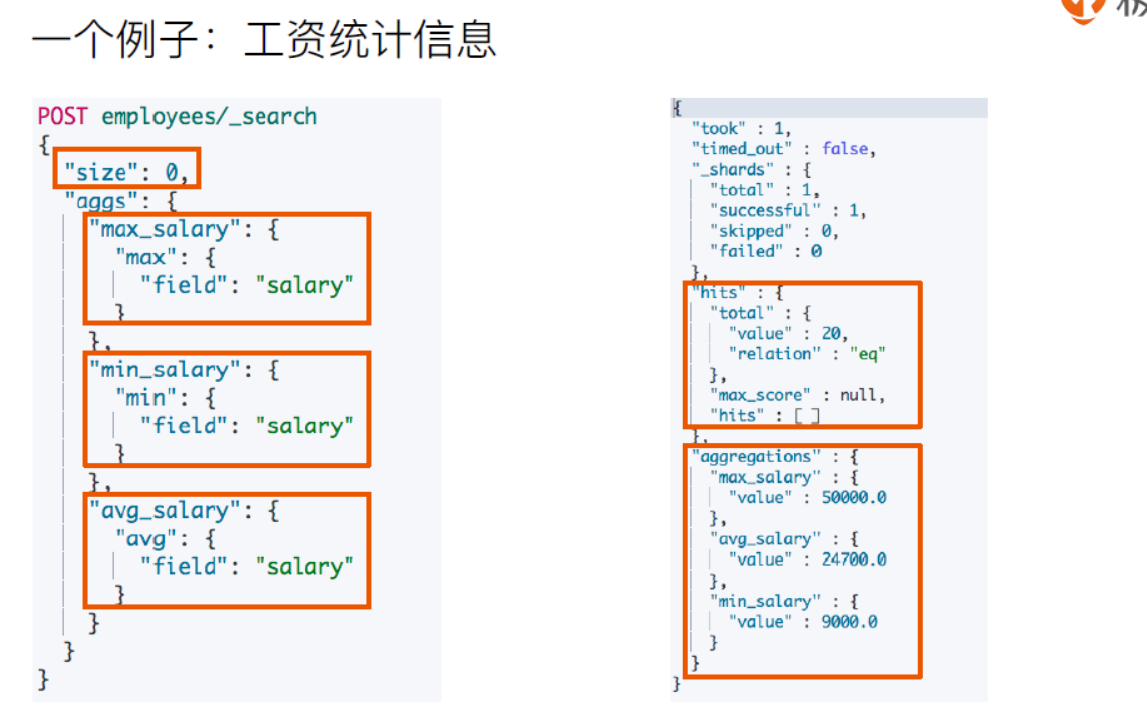 一个例子：工资统计信息
POST employees/_search
{
"size": 0,
"aggs": {
"max_salary": {
"max": {
"field": "salary"
}
},
"min_salary": {
"min": {
"field": "salary"
}
},
"avg_salary": {
"avg": {
"field": "salary"
}
}
}
}
{
"took" : 1,
"timed_out" : false,
"_shards" : {
"total" : 1,
"successful" : 1,
"skipped" : 0,
"failed" : 0
},
"hits" : {
"total" : {
"value" : 20,
"relation" : "eq"
},
"max_score" : null,
"hits" : [ ]
},
"aggregations" : {
"max_salary" : {
"value" : 50000.0
},
"avg_salary" : {
"value" : 24700.0
},
"min_salary" : {
"value" : 9000.0
}
}
}